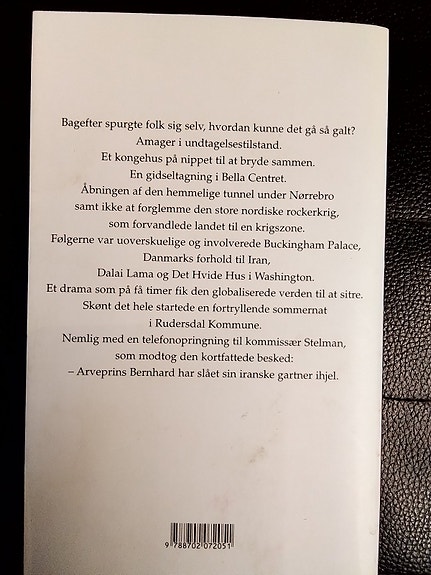 Bagefter spurgte folk sig selv, hvordan kunne det gå så galt?
Amager i undtagelsestilstand.
Et kongehus på nippet til at bryde sammen.
En gidseltagning i Bella Centret.
Åbningen af den hemmelige tunnel under Nørrebro
samt ikke at forglemme den store nordiske rockerkrig,
som forvandlede landet til en krigszone.
Følgerne var uoverskuelige og involverede Buckingham Palace,
Danmarks forhold til Iran,
Dalai Lama og Det Hvide Hus i Washington.
Et drama som på få timer fik den globaliserede verden til at sitre.
Skønt det hele startede en fortryllende sommernat
i Rudersdal Kommune.
Nemlig med en telefonopringning til kommissær Stelman,
som modtog den kortfattede besked:
– Arveprins Bernhard har slået sin iranske gartner ihjel.
9 788702 072051